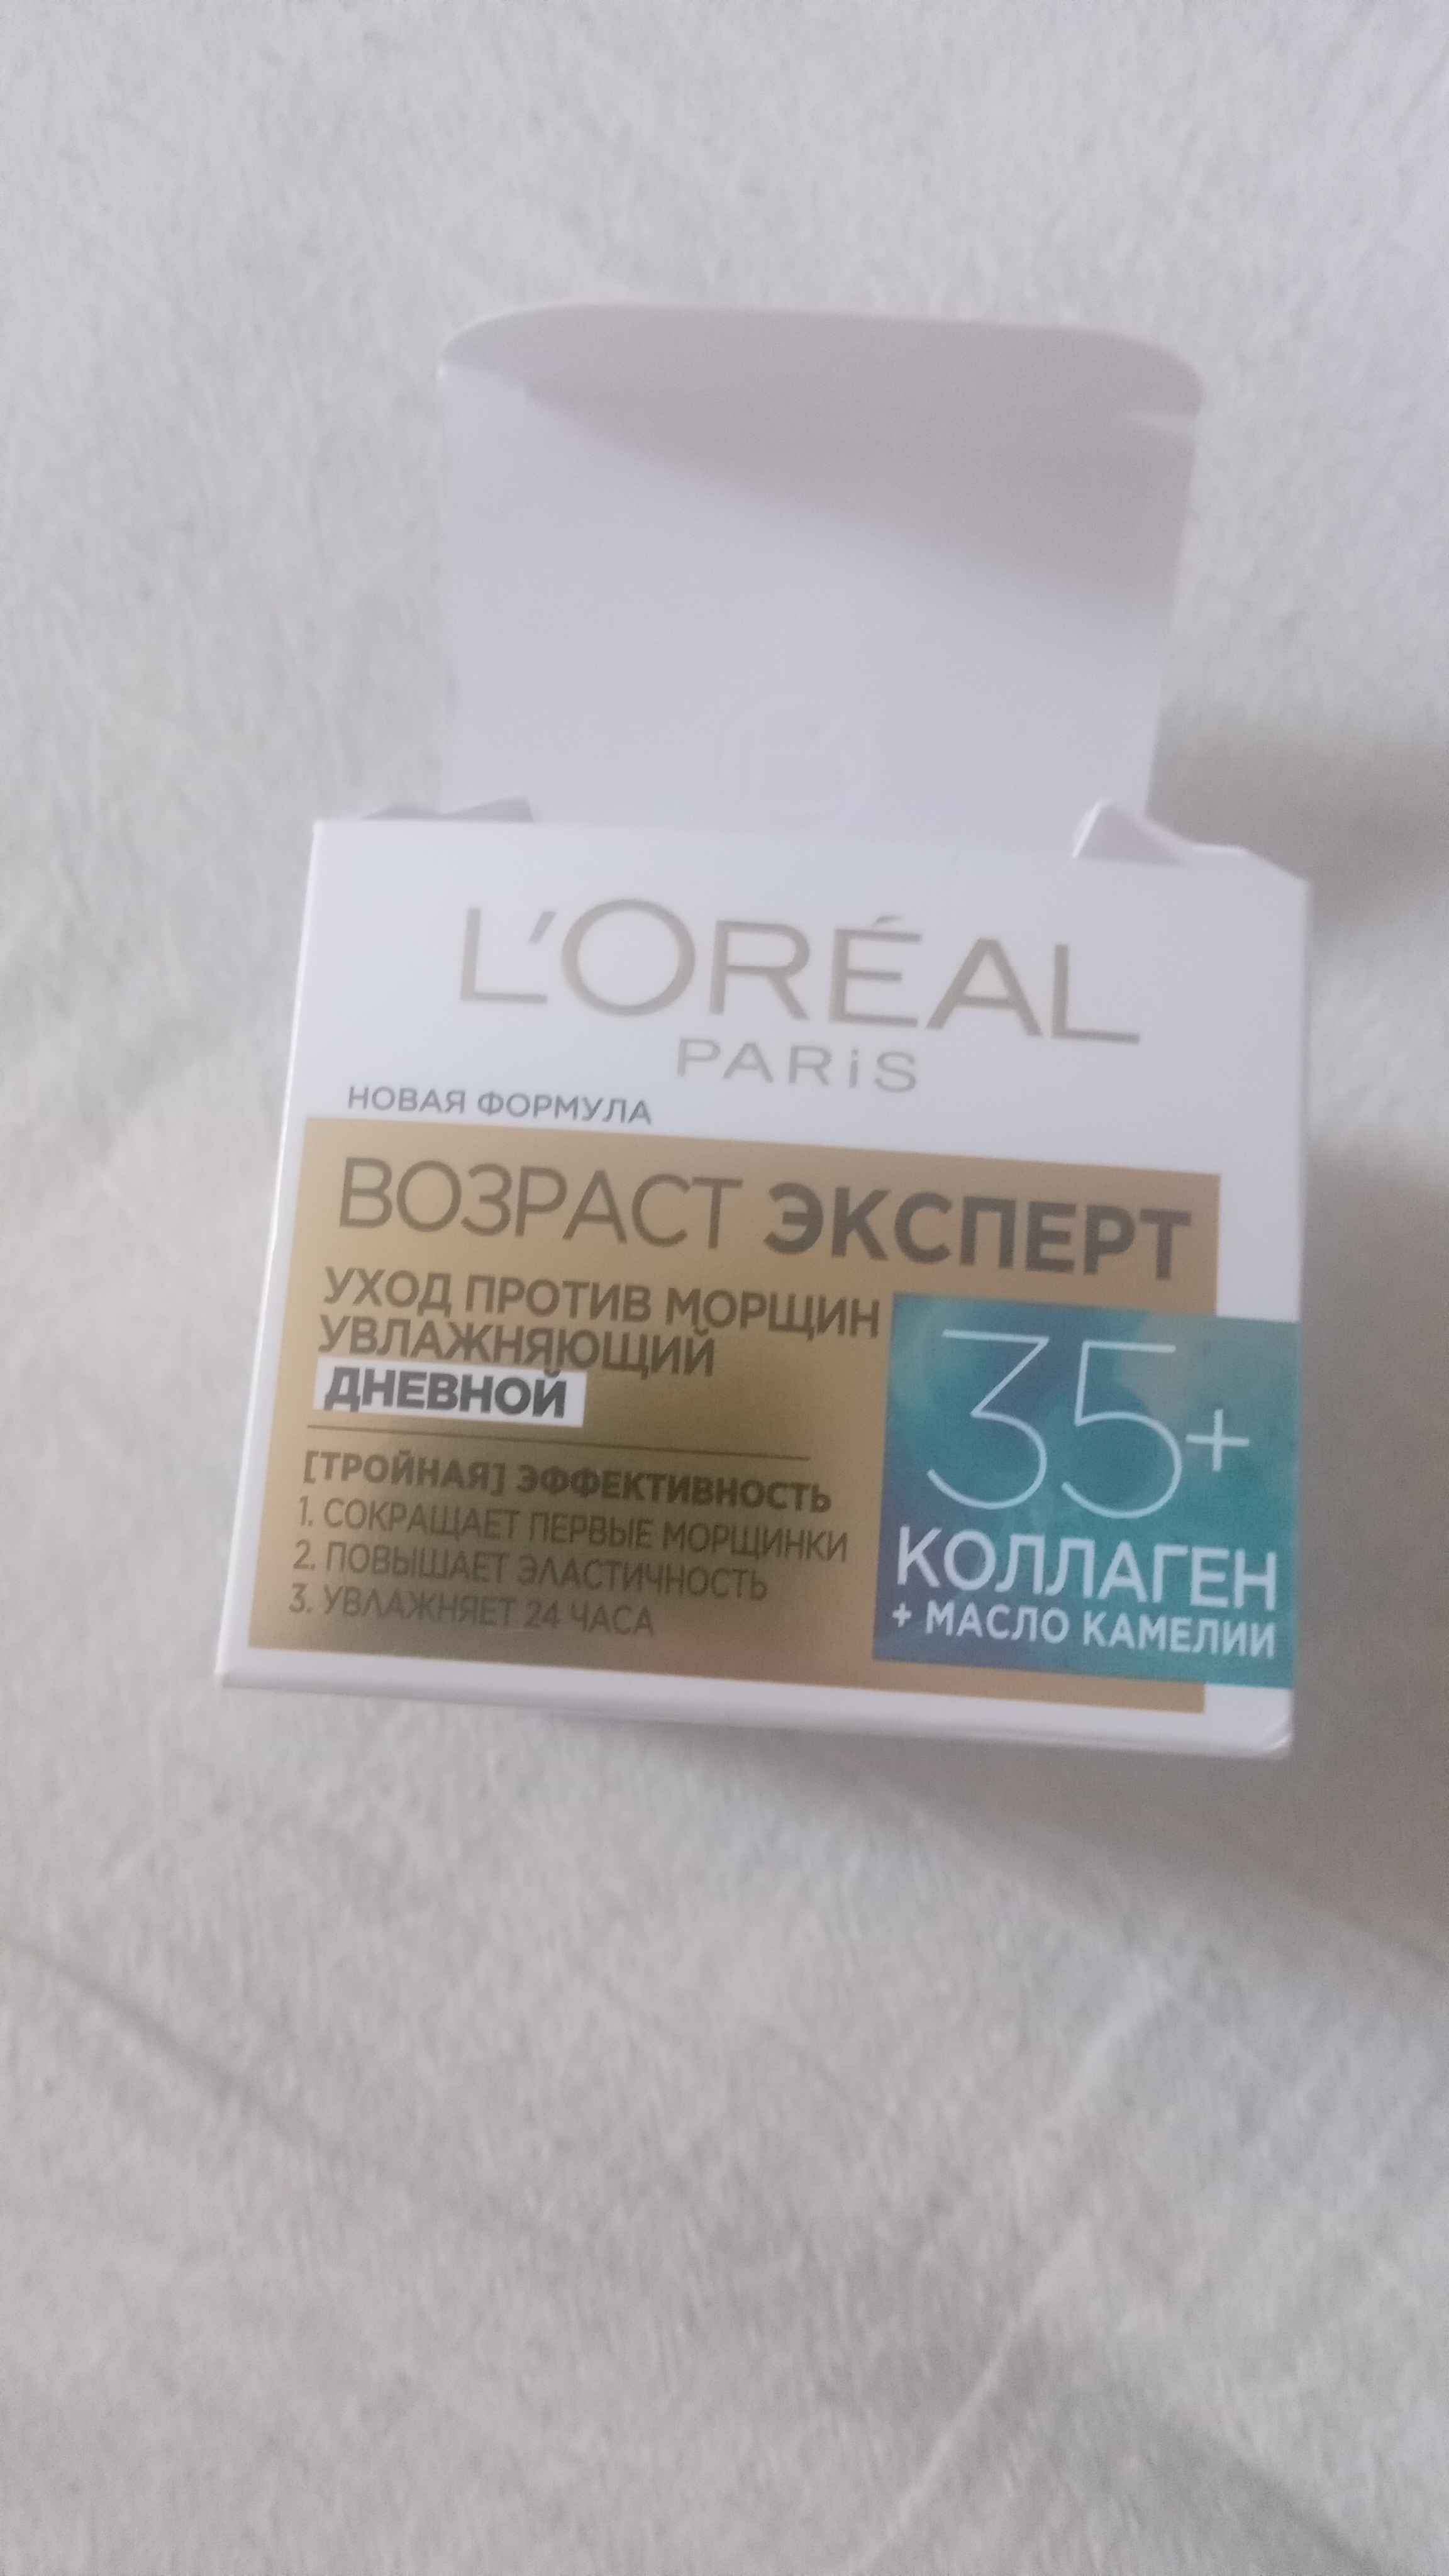 L'ORÉAL
PARiS
НОВАЯ ФОРМУЛА
ВОЗРАСТ ЭКСПЕРТ
УХОД ПРОТИВ МОРЩИН
УВЛАЖНЯЮЩИЙ
ДНЕВНОЙ
[ТРОЙНАЯ] ЭФФЕКТИВНОСТЬ
1. СОКРАЩАЕТ ПЕРВЫЕ МОРЩИНКИ
2. ПОВЫШАЕТ ЭЛАСТИЧНОСТЬ
3. УВЛАЖНЯЕТ 24 ЧАСА
35+
КОЛЛАГЕН
+ МАСЛО КАМЕЛИИ